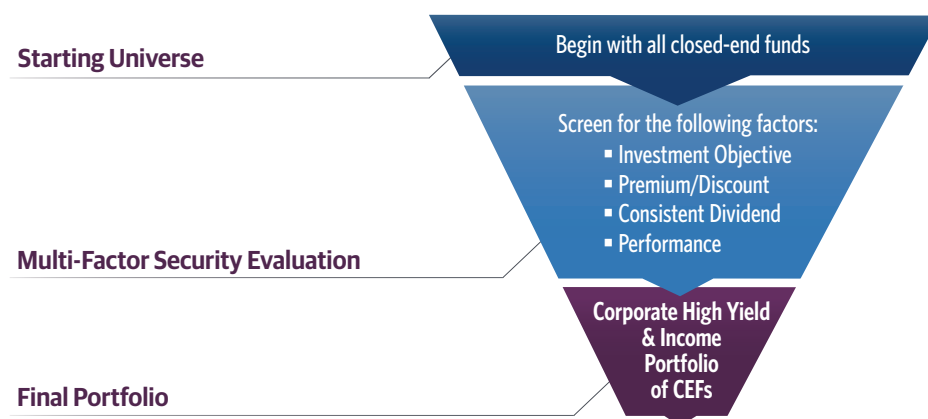 Starting Universe
Begin with all closed-end funds
Screen for the following factors:
▪ Investment Objective
▪ Premium/Discount
▪ Consistent Dividend
▪ Performance
Multi-Factor Security Evaluation
Corporate High Yield
& Income
Portfolio
of CEFs
Final Portfolio